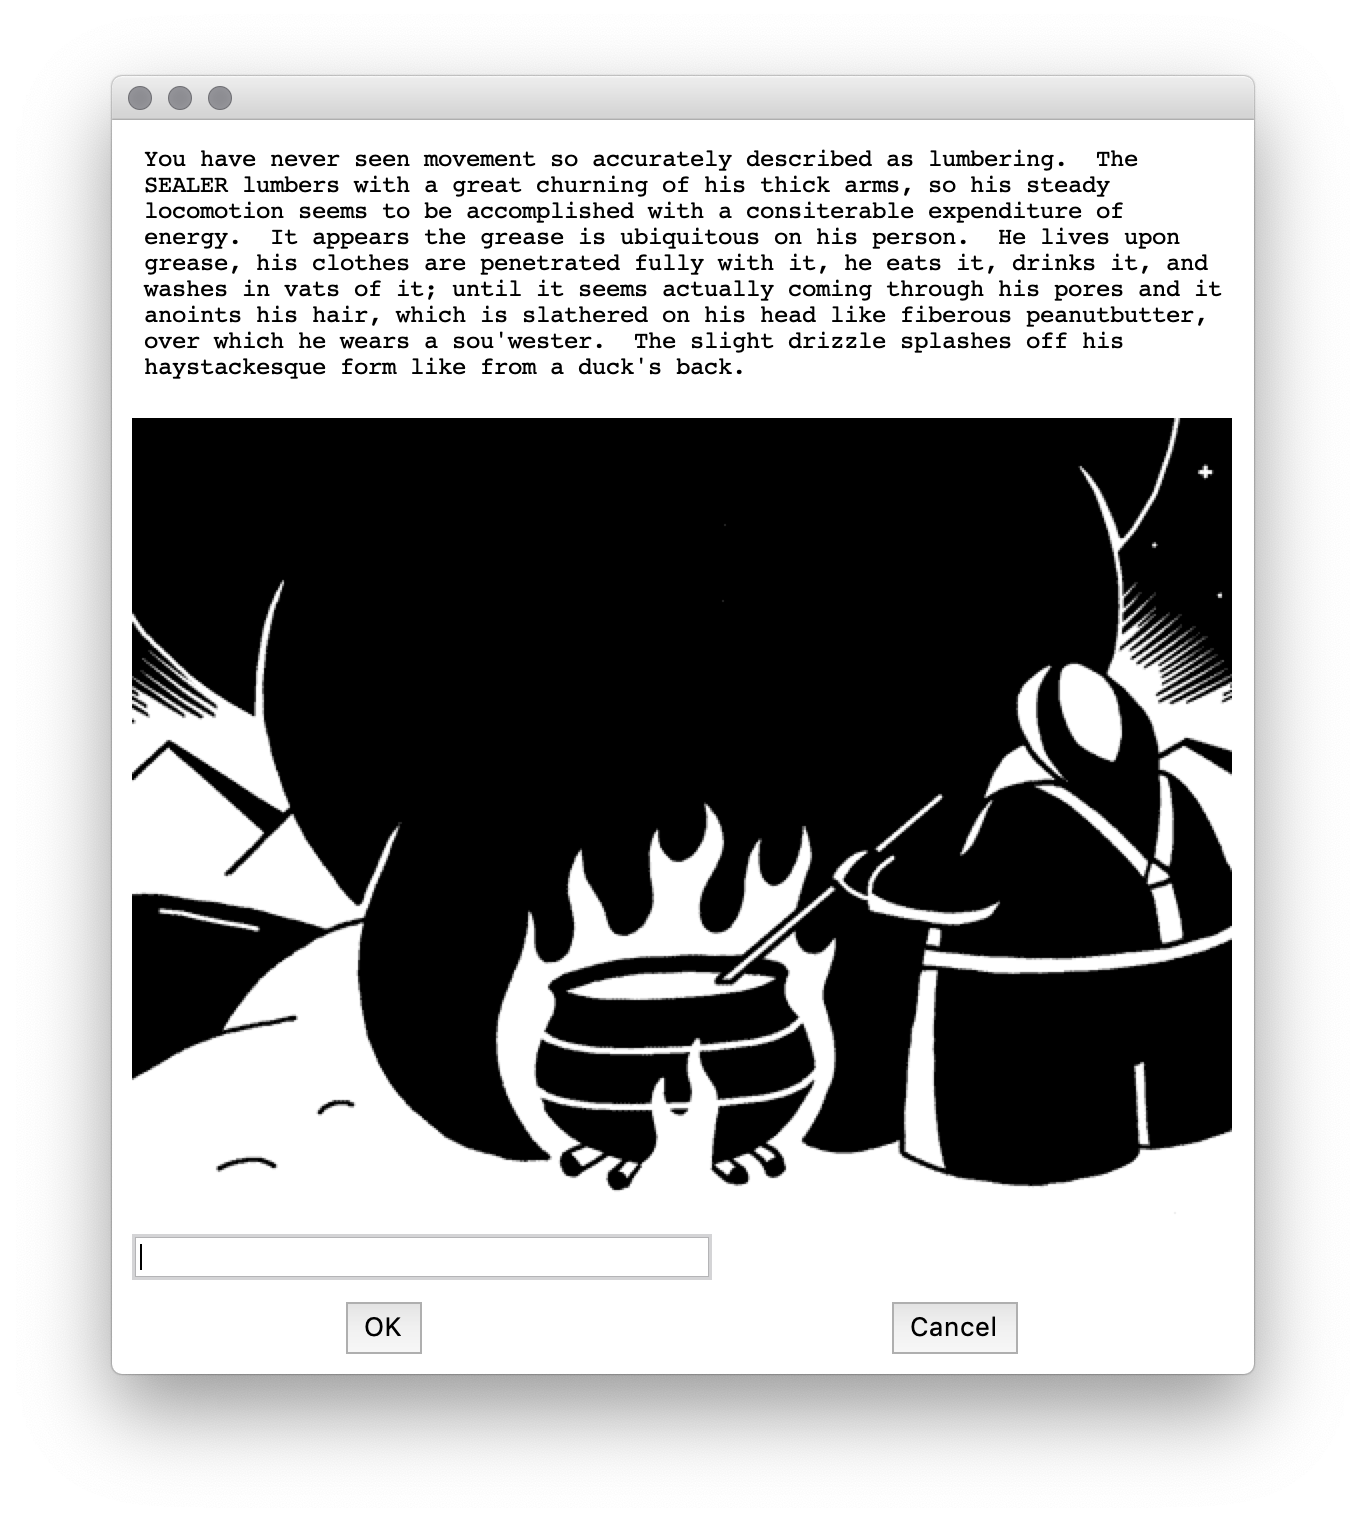 You have never seen movement so accurately described as lumbering.  The
SEALER lumbers with a great churning of his thick arms, so his steady
locomotion seems to be accomplished with a consiterable expenditure of
energy.  It appears the grease is ubiquitous on his person.  He lives upon
grease, his clothes are penetrated fully with it, he eats it, drinks it, and
washes in vats of it; until it seems actually coming through his pores and it
anoints his hair, which is slathered on his head like fiberous peanutbutter,
over which he wears a sou'wester.  The slight drizzle splashes off his
haystackesque form like from a duck's back.
OK
Cancel